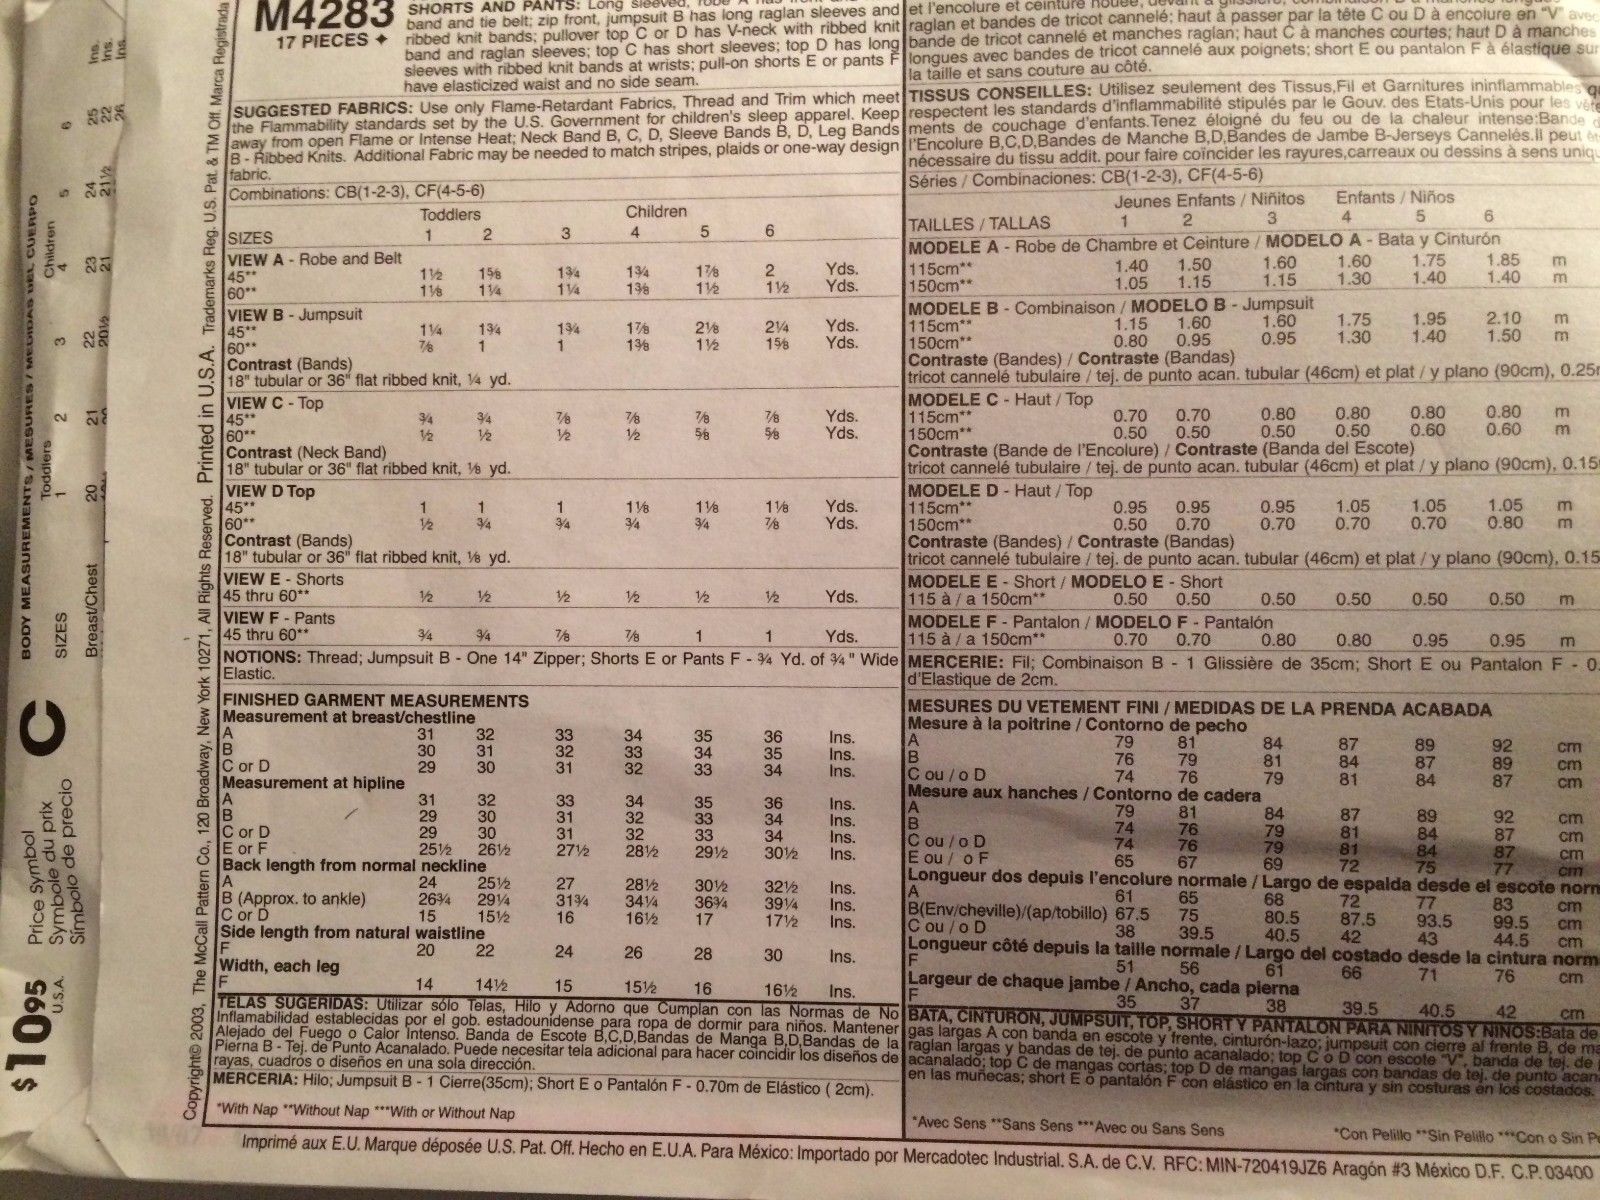 M4283
17 PIECES ✦
SHORTS AND PANTS: Long sleeved,
band and tie belt; zip front, jumpsuit B has long raglan sleeves and
ribbed knit bands; pullover top C or D has V-neck with ribbed knit
band and raglan sleeves; top C has short sleeves; top D has long
sleeves with ribbed knit bands at wrists; pull-on shorts E or pants F
have elasticized waist and no side seam.
SUGGESTED FABRICS: Use only Flame-Retardant Fabrics, Thread and Trim which meet
the Flammability standards set by the U.S. Government for children's sleep apparel. Keep
away from open Flame or Intense Heat; Neck Band B, C, D, Sleeve Bands B, D, Leg Bands
B - Ribbed Knits. Additional Fabric may be needed to match stripes, plaids or one-way design
fabric.
Combinations: CB(1-2-3), CF(4-5-6)
Toddlers Children
SIZES 1 2 3 4 5 6
VIEW A - Robe and Belt
45** 1½ 1⅝ 1¾ 1¾ 1⅞ 2 Yds.
60** 1⅛ 1¼ 1¼ 1⅜ 1½ 1½ Yds.
VIEW B - Jumpsuit
45** 1¼ 1¾ 1¾ 1⅞ 2⅛ 2¼ Yds.
60** ⅞ 1 1 1⅜ 1½ 1⅝ Yds.
Contrast (Bands)
18" tubular or 36" flat ribbed knit, ¼ yd.
VIEW C - Top
45** ¾ ¾ ⅞ ⅞ ⅞ ⅞ Yds.
60** ½ ½ ½ ½ ⅝ ⅝ Yds.
Contrast (Neck Band)
18" tubular or 36" flat ribbed knit, ⅛ yd.
VIEW D Top
45** 1 1 1 1⅛ 1⅛ 1⅛ Yds.
60** ½ ¾ ¾ ¾ ¾ ⅞ Yds.
Contrast (Bands)
18" tubular or 36" flat ribbed knit, ⅛ yd.
VIEW E - Shorts
45 thru 60** ½ ½ ½ ½ ½ ½ Yds.
VIEW F - Pants
45 thru 60** ¾ ¾ ⅞ ⅞ 1 1 Yds.
NOTIONS: Thread; Jumpsuit B - One 14" Zipper; Shorts E or Pants F - ¾ Yd. of ¾" Wide
Elastic.
FINISHED GARMENT MEASUREMENTS
Measurement at breast/chestline
A 31 32 33 34 35 36 Ins.
B 30 31 32 33 34 35 Ins.
C or D 29 30 31 32 33 34 Ins.
Measurement at hipline
A 31 32 33 34 35 36 Ins.
B 29 30 31 32 33 34 Ins.
C or D 29 30 31 32 33 34 Ins.
E or F 25½ 26½ 27½ 28½ 29½ 30½ Ins.
Back length from normal neckline
A 24 25½ 27 28½ 30½ 32½ Ins.
B (Approx. to ankle) 26¾ 29¼ 31¾ 34¼ 36¾ 39¼ Ins.
C or D 15 15½ 16 16½ 17 17½ Ins.
Side length from natural waistline
F 20 22 24 26 28 30 Ins.
Width, each leg
F 14 14½ 15 15½ 16 16½ Ins.
TELAS SUGERIDAS: Utilizar sólo Telas, Hilo y Adorno que Cumplan con las Normas de No
Inflamabilidad establecidas por el gob. estadounidense para ropa de dormir para niños. Mantener
Alejado del Fuego o Calor Intenso. Banda de Escote B,C,D,Bandas de Manga B,D,Bandas de la
Pierna B - Tej. de Punto Acanalado. Puede necesitar tela adicional para hacer coincidir los diseños de
rayas, cuadros o diseños en una sola dirección.
MERCERIA: Hilo; Jumpsuit B - 1 Cierre(35cm); Short E o Pantalón F - 0.70m de Elástico ( 2cm).
*With Nap **Without Nap ***With or Without Nap
et l'encolure et ceinture nouée,
raglan et bandes de tricot cannelé; haut à passer par la tête C ou D à encolure en "V" avec
bande de tricot cannelé et manches raglan; haut C à manches courtes; haut D à manches
longues avec bandes de tricot cannelé aux poignets; short E ou pantalon F à élastique sur
la taille et sans couture au côté.
TISSUS CONSEILLES: Utilizez seulement des Tissus,Fil et Garnitures ininflammables
respectent les standards d'inflammabilité stipulés par le Gouv. des Etats-Unis pour les
ments de couchage d'enfants.Tenez éloigné du feu ou de la chaleur intense:Bande
l'Encolure B,C,D,Bandes de Manche B,D,Bandes de Jambe B-Jerseys Cannelés.Il peut
nécessaire du tissu addit. pour faire coïncider les rayures,carreaux ou dessins à sens
Séries / Combinaciones: CB(1-2-3), CF(4-5-6)
Jeunes Enfants / Niñitos Enfants / Niños
TAILLES / TALLAS 1 2 3 4 5 6
MODELE A - Robe de Chambre et Ceinture / MODELO A - Bata y Cinturón
115cm** 1.40 1.50 1.60 1.60 1.75 1.85 m
150cm** 1.05 1.15 1.15 1.30 1.40 1.40 m
MODELE B - Combinaison / MODELO B - Jumpsuit
115cm** 1.15 1.60 1.60 1.75 1.95 2.10 m
150cm** 0.80 0.95 0.95 1.30 1.40 1.50 m
Contraste (Bandes) / Contraste (Bandas)
tricot cannelé tubulaire / tej. de punto acan. tubular (46cm) et plat / y plano (90cm), 0.25
MODELE C - Haut / Top
115cm** 0.70 0.70 0.80 0.80 0.80 0.80 m
150cm** 0.50 0.50 0.50 0.50 0.60 0.60 m
Contraste (Bande de l'Encolure) / Contraste (Banda del Escote)
tricot cannelé tubulaire / tej. de punto acan. tubular (46cm) et plat / y plano (90cm), 0.15
MODELE D - Haut / Top
115cm** 0.95 0.95 0.95 1.05 1.05 1.05 m
150cm** 0.50 0.70 0.70 0.70 0.70 0.80 m
Contraste (Bandes) / Contraste (Bandas)
tricot cannelé tubulaire / tej. de punto acan. tubular (46cm) et plat / y plano (90cm), 0.15
MODELE E - Short / MODELO E - Short
115 à / a 150cm** 0.50 0.50 0.50 0.50 0.50 0.50 m
MODELE F - Pantalon / MODELO F - Pantalón
115 à / a 150cm** 0.70 0.70 0.80 0.80 0.95 0.95 m
MERCERIE: Fil; Combinaison B - 1 Glissière de 35cm; Short E ou Pantalon F - 0.
d'Elastique de 2cm.
MESURES DU VETEMENT FINI / MEDIDAS DE LA PRENDA ACABADA
Mesure à la poitrine / Contorno de pecho
A 79 81 84 87 89 92 cm
B 76 79 81 84 87 89 cm
C ou / o D 74 76 79 81 84 87 cm
Mesure aux hanches / Contorno de cadera
A 79 81 84 87 89 92 cm
B 74 76 79 81 84 87 cm
C ou / o D 74 76 79 81 84 87 cm
E ou / o F 65 67 69 72 75 77 cm
Longueur dos depuis l'encolure normale / Largo de espalda desde el escote norm
A 61 65 68 72 77 83 cm
B(Env/cheville)/(ap/tobillo) 67.5 75 80.5 87.5 93.5 99.5 cm
C ou / o D 38 39.5 40.5 42 43 44.5 cm
Longueur côté depuis la taille normale / Largo del costado desde la cintura norm
F 51 56 61 66 71 76 cm
Largeur de chaque jambe / Ancho, cada pierna
F 35 37 38 39.5 40.5 42 cm
BATA, CINTURON, JUMPSUIT, TOP, SHORT Y PANTALON PARA NIÑITOS Y NIÑOS:Bata de
gas largas A con banda en escote y frente, cinturón-lazo; jumpsuit con cierre al frente B, de
raglan largas y bandas de tej. de punto acanalado; top C o D con escote "V", banda de tej. de
acanalado; top C de mangas cortas; top D de mangas largas con bandas de tej. de punto
en las muñecas; short E o pantalón F con elástico en la cintura y sin costuras en los costados.
*Avec Sens **Sans Sens ***Avec ou Sans Sens
*Con Pelillo **Sin Pelillo ***Con o Sin
Imprimé aux E.U. Marque déposée U.S. Pat. Off. Hecho en E.U.A. Para México: Importado por Mercadotec Industrial. S.A. de C.V. RFC: MIN-720419JZ6 Aragón #3 México D.F. C.P. 03400
Copyright© 2003, The McCall Pattern Co., 120 Broadway, New York 10271, All Rights Reserved. Printed in U.S.A. Trademarks Reg. U.S. Pat. & TM Off. Marca Registrada
BODY MEASUREMENTS / MESURES / MEDIDAS DEL CUERPO
Toddlers Children
SIZES 1 2 3 4 5 6
Breast/Chest 20 21 22 23 24 25 Ins.
20½ 21 21½ 22 Ins.
26 Ins.
$10.95
U.S.A.
C
Price Symbol
Symbole du prix
Símbolo de precio